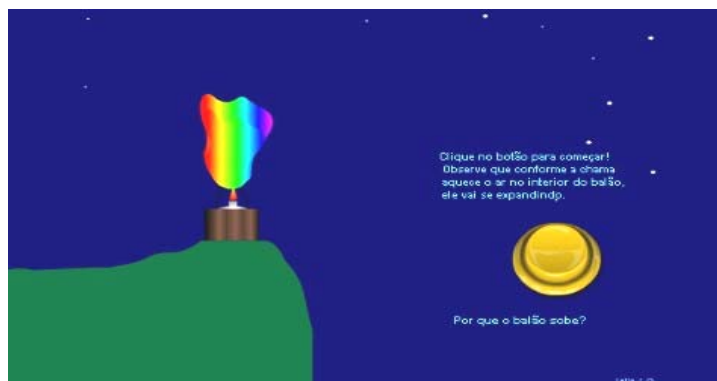 Clique no botão para começar!
Observe que conforme a chama
aquece o ar no interior do balão,
ele vai se expandindo.
Por que o balão sobe?